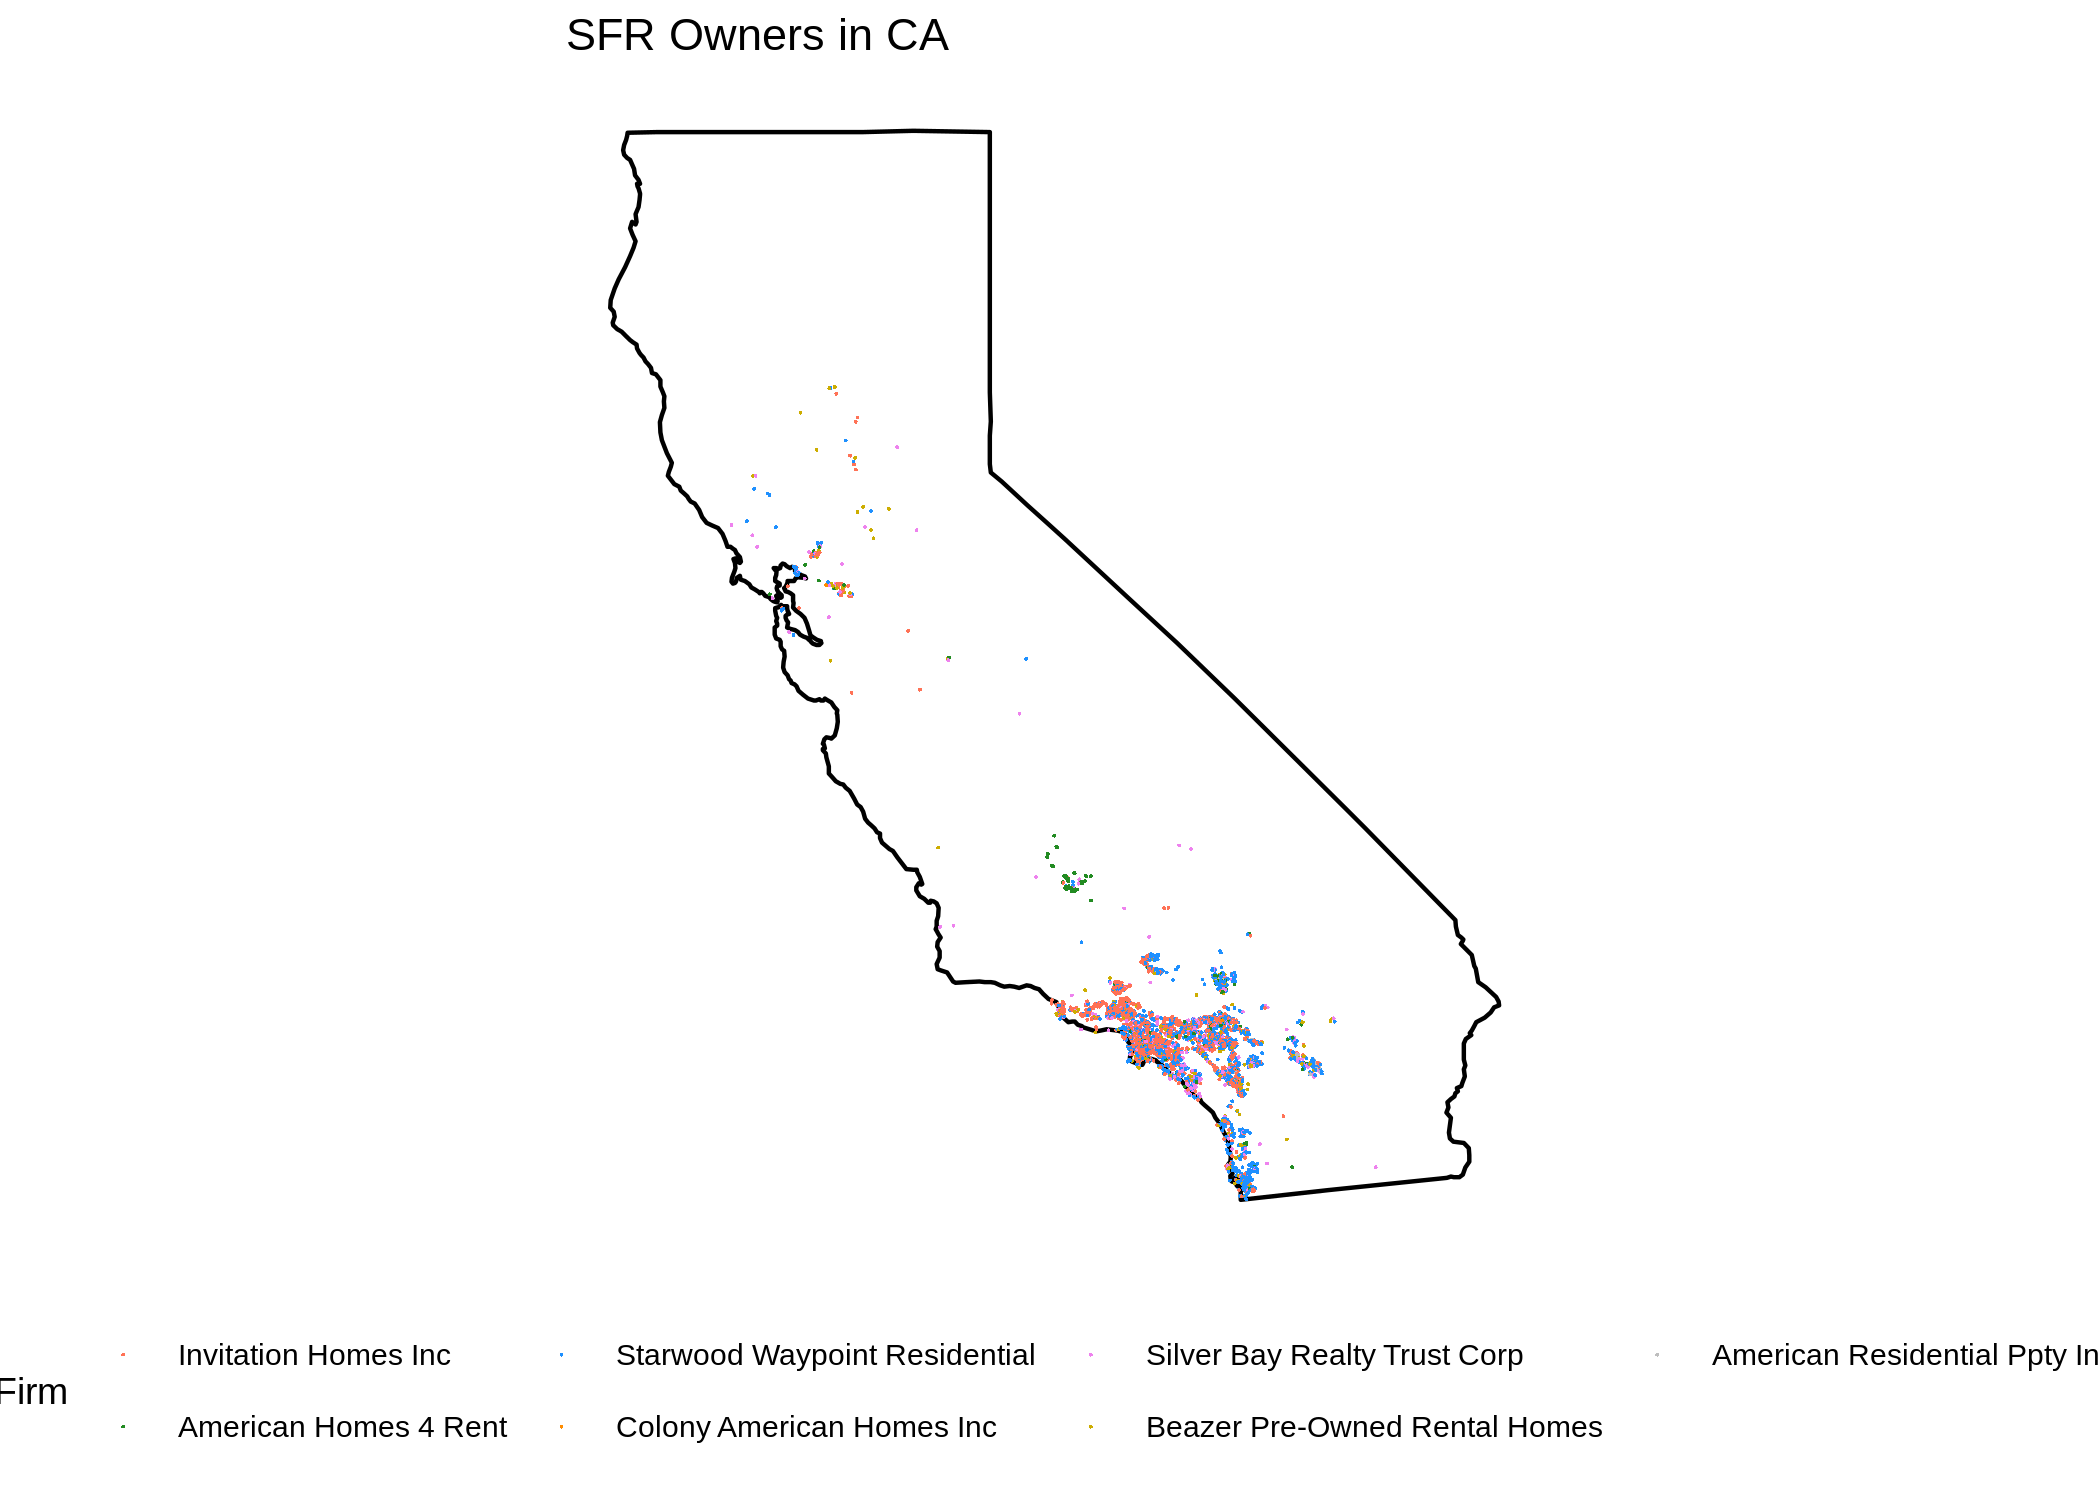 SFR Owners in CA
Firm
Invitation Homes Inc
Starwood Waypoint Residential
Silver Bay Realty Trust Corp
American Residential Ppty In
American Homes 4 Rent
Colony American Homes Inc
Beazer Pre-Owned Rental Homes